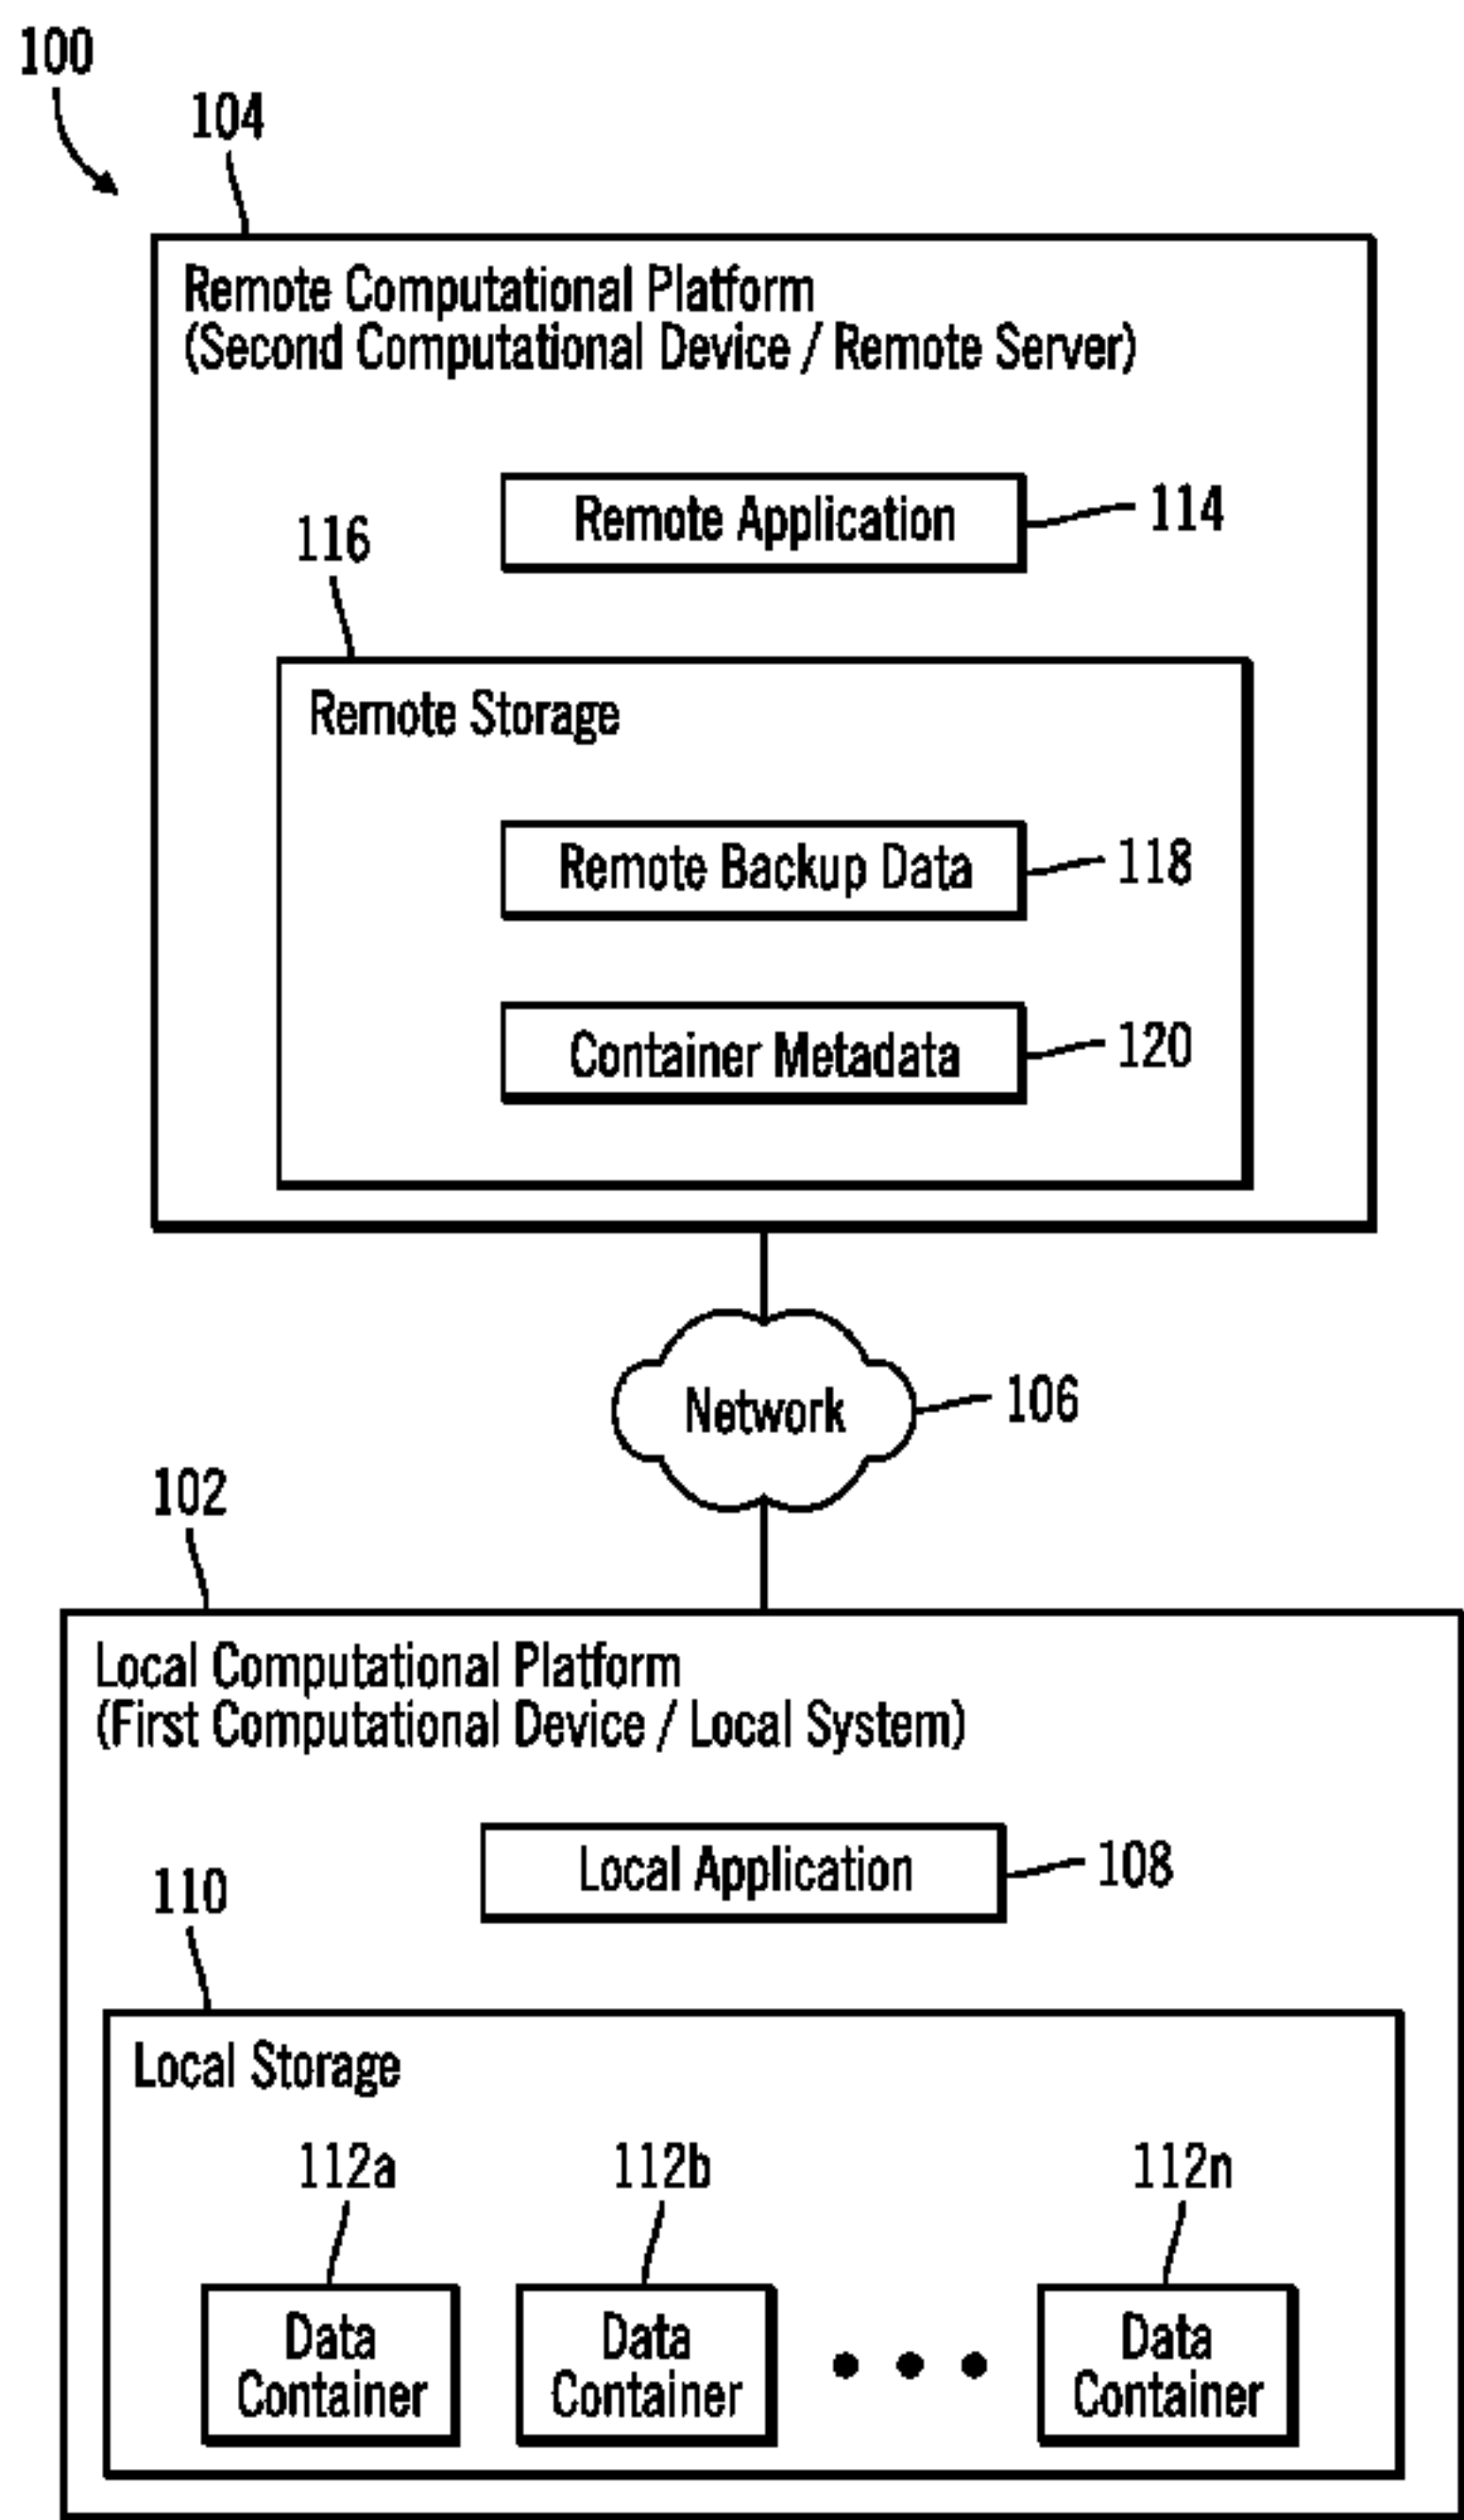 100
104
Remote Computational Platform
(Second Computational Device / Remote Server)
Remote Application
114
116
Remote Storage
Remote Backup Data
118
Container Metadata
120
Network
106
102
Local Computational Platform
(First Computational Device / Local System)
Local Application
108
110
Local Storage
112a
112b
112n
Data
Container
Data
Container
Data
Container